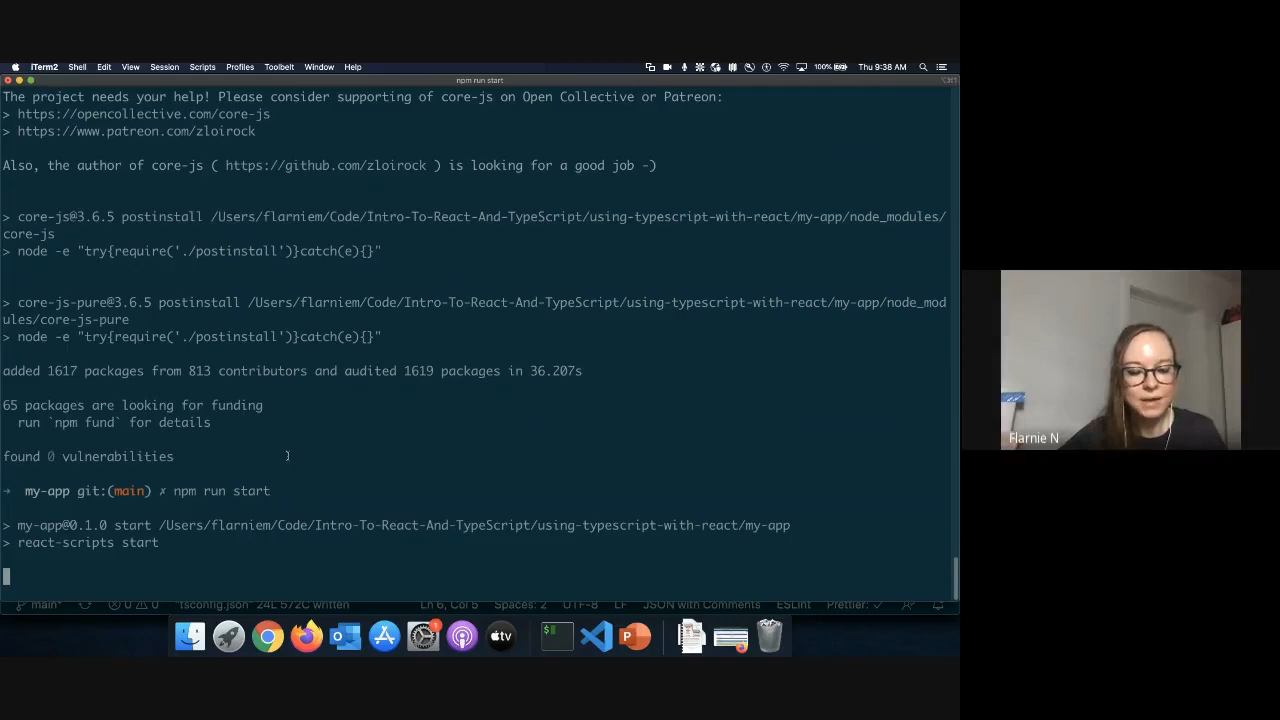 iTerm2 Shell Edit View Session Scripts Profiles Toolbelt Window Help 100% Thu 9:38 AM
npm run start
The project needs your help! Please consider supporting of core-js on Open Collective or Patreon:
> https://opencollective.com/core-js
> https://www.patreon.com/zloirock
Also, the author of core-js ( https://github.com/zloirock ) is looking for a good job -)
> core-js@3.6.5 postinstall /Users/flarniem/Code/Intro-To-React-And-TypeScript/using-typescript-with-react/my-app/node_modules/
core-js
> node -e "try{require('./postinstall')}catch(e){}"
> core-js-pure@3.6.5 postinstall /Users/flarniem/Code/Intro-To-React-And-TypeScript/using-typescript-with-react/my-app/node_mod
ules/core-js-pure
> node -e "try{require('./postinstall')}catch(e){}"
added 1617 packages from 813 contributors and audited 1619 packages in 36.207s
65 packages are looking for funding
run `npm fund` for details
found 0 vulnerabilities
→ my-app git:(main) ✗ npm run start
> my-app@0.1.0 start /Users/flarniem/Code/Intro-To-React-And-TypeScript/using-typescript-with-react/my-app
> react-scripts start
main* 0 0 "tsconfig.json" 24L 572C written Ln 6, Col 5 Spaces: 2 UTF-8 LF JSON with Comments ESLint Prettier: ✓
1
tv
$
P
Flarnie N